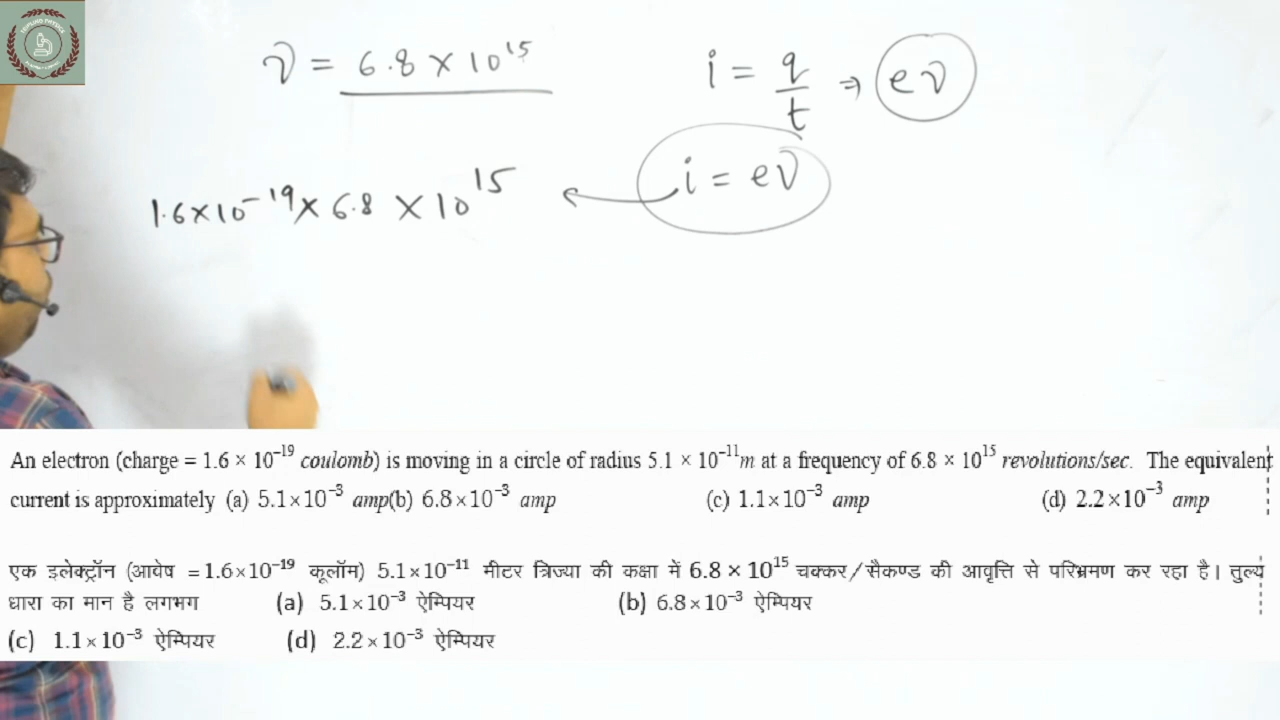 ν = 6.8 × 10¹⁵
i = q/t ⇒ eν
i = eν
1.6×10⁻¹⁹ × 6.8 × 10¹⁵
An electron (charge = 1.6 × 10⁻¹⁹ coulomb) is moving in a circle of radius 5.1 × 10⁻¹¹m at a frequency of 6.8 × 10¹⁵ revolutions/sec. The equivalent
current is approximately (a) 5.1×10⁻³ amp(b) 6.8×10⁻³ amp (c) 1.1×10⁻³ amp (d) 2.2×10⁻³ amp
एक इलेक्ट्रॉन (आवेष =1.6×10⁻¹⁹ कूलॉम) 5.1×10⁻¹¹ मीटर त्रिज्या की कक्षा में 6.8 × 10¹⁵ चक्कर/सैकण्ड की आवृत्ति से परिभ्रमण कर रहा है। तुल्य
धारा का मान है लगभग (a) 5.1×10⁻³ ऐम्पियर (b) 6.8×10⁻³ ऐम्पियर
(c) 1.1×10⁻³ ऐम्पियर (d) 2.2×10⁻³ ऐम्पियर